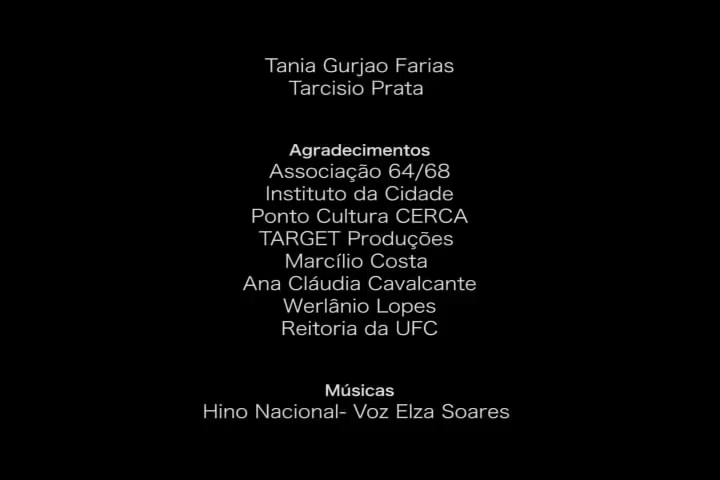 Tania Gurjao Farias
Tarcisio Prata
Agradecimentos
Associação 64/68
Instituto da Cidade
Ponto Cultura CERCA
TARGET Produções
Marcílio Costa
Ana Cláudia Cavalcante
Werlânio Lopes
Reitoria da UFC
Músicas
Hino Nacional- Voz Elza Soares